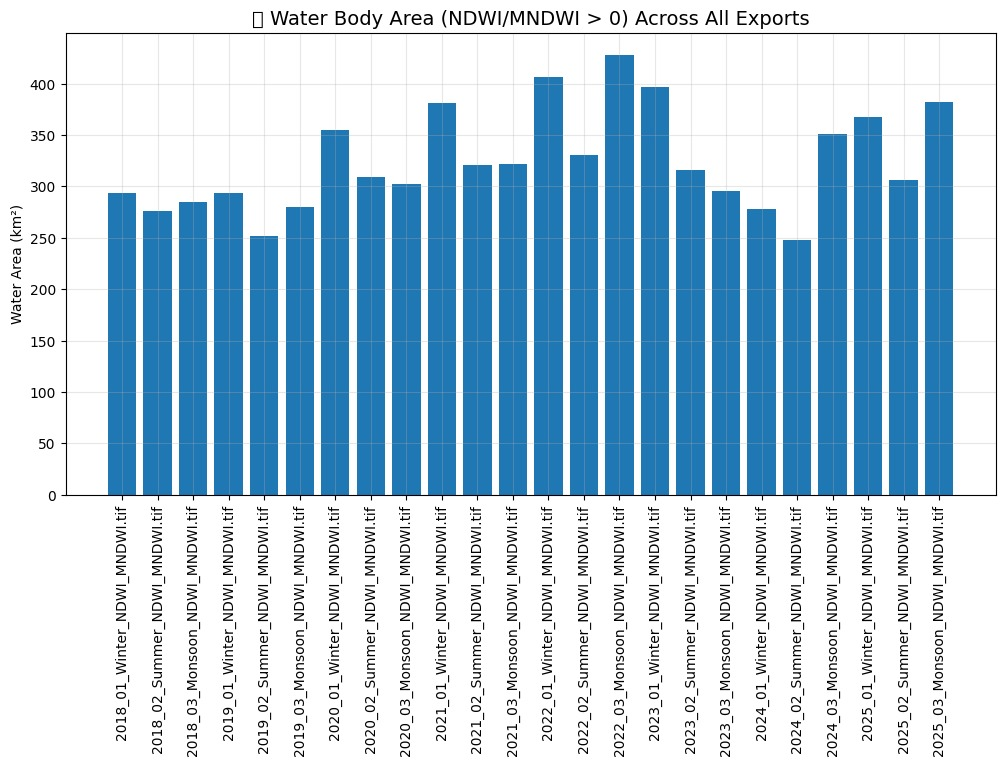 ▯ Water Body Area (NDWI/MNDWI > 0) Across All Exports
Water Area (km²)
400
350
300
250
200
150
100
50
0
2018_01_Winter_NDWI_MNDWI.tif
2018_02_Summer_NDWI_MNDWI.tif
2018_03_Monsoon_NDWI_MNDWI.tif
2019_01_Winter_NDWI_MNDWI.tif
2019_02_Summer_NDWI_MNDWI.tif
2019_03_Monsoon_NDWI_MNDWI.tif
2020_01_Winter_NDWI_MNDWI.tif
2020_02_Summer_NDWI_MNDWI.tif
2020_03_Monsoon_NDWI_MNDWI.tif
2021_01_Winter_NDWI_MNDWI.tif
2021_02_Summer_NDWI_MNDWI.tif
2021_03_Monsoon_NDWI_MNDWI.tif
2022_01_Winter_NDWI_MNDWI.tif
2022_02_Summer_NDWI_MNDWI.tif
2022_03_Monsoon_NDWI_MNDWI.tif
2023_01_Winter_NDWI_MNDWI.tif
2023_02_Summer_NDWI_MNDWI.tif
2023_03_Monsoon_NDWI_MNDWI.tif
2024_01_Winter_NDWI_MNDWI.tif
2024_02_Summer_NDWI_MNDWI.tif
2024_03_Monsoon_NDWI_MNDWI.tif
2025_01_Winter_NDWI_MNDWI.tif
2025_02_Summer_NDWI_MNDWI.tif
2025_03_Monsoon_NDWI_MNDWI.tif